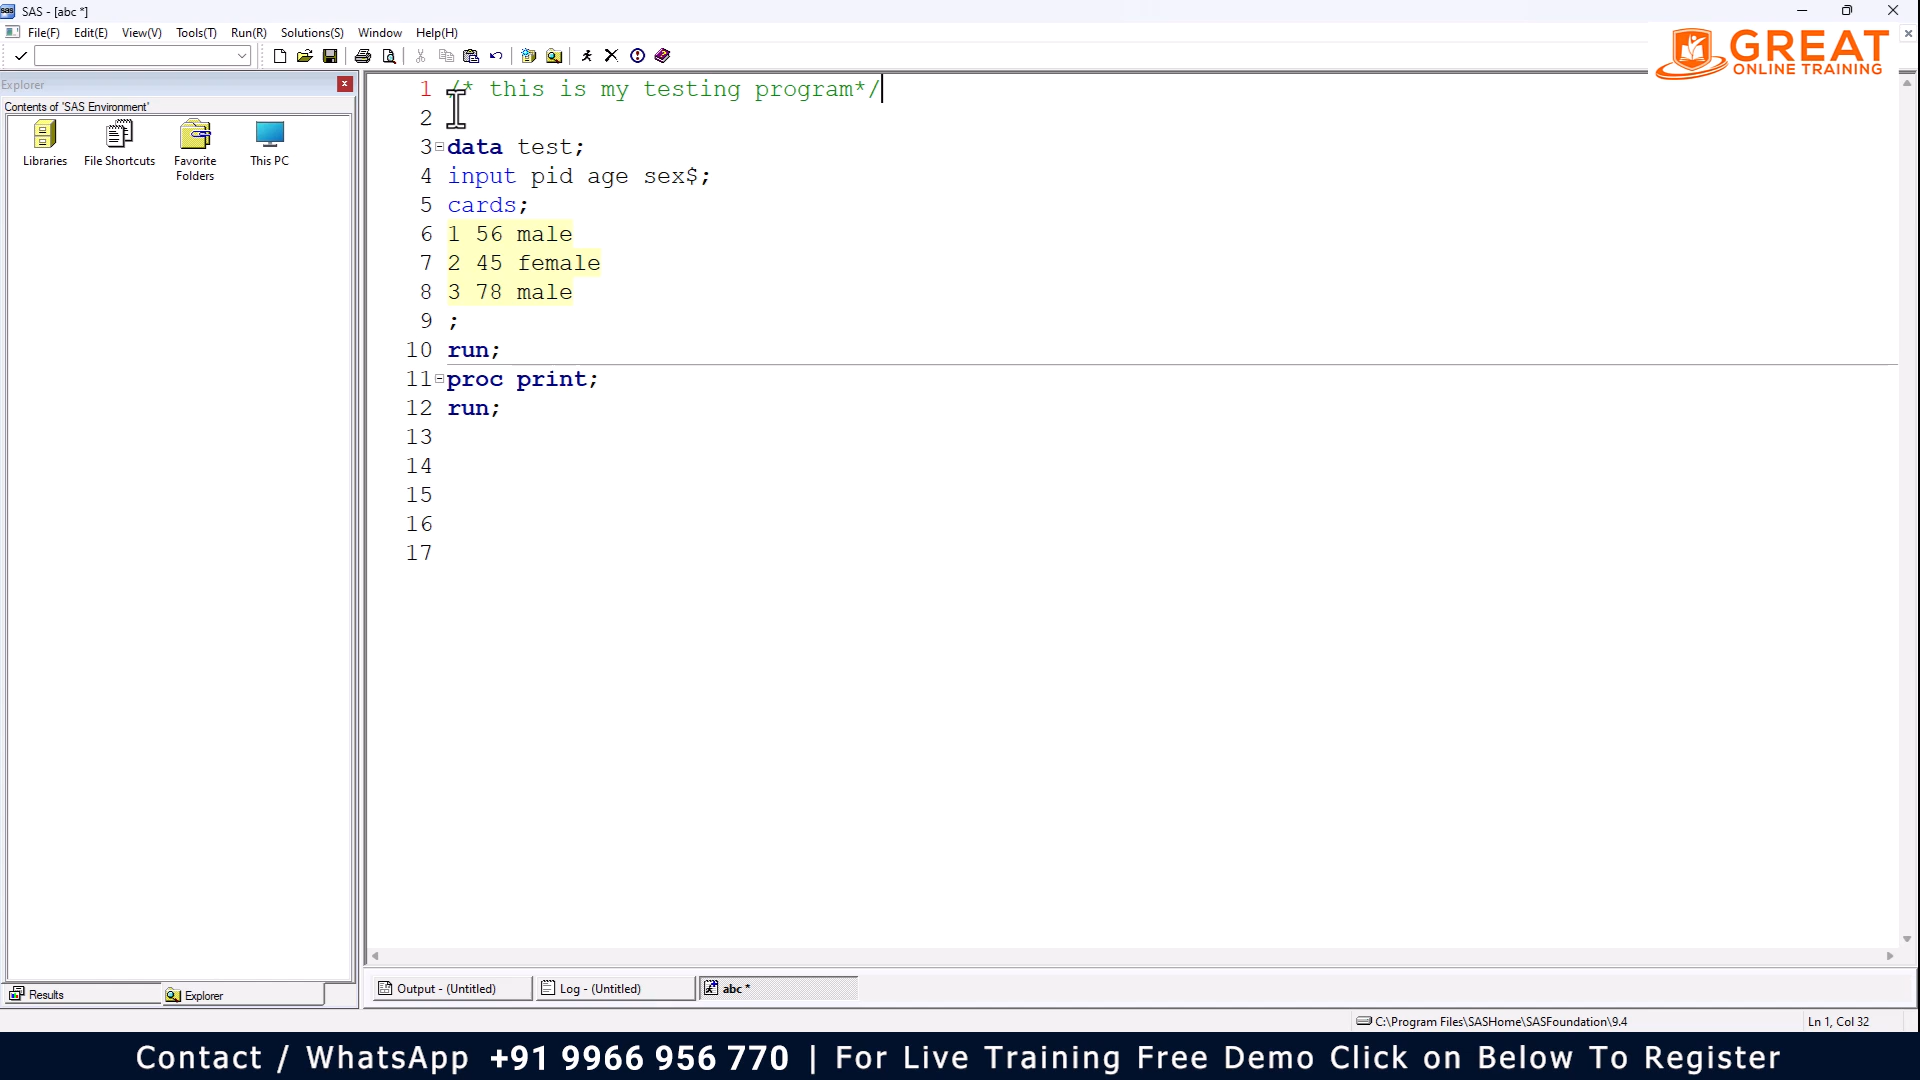 SAS - [abc *]
File(F) Edit(E) View(V) Tools(T) Run(R) Solutions(S) Window Help(H)
GREAT
ONLINE TRAINING
Explorer
Contents of 'SAS Environment'
Libraries File Shortcuts Favorite Folders This PC
1 /* this is my testing program*/
2
3 data test;
4 input pid age sex$;
5 cards;
6 1 56 male
7 2 45 female
8 3 78 male
9 ;
10 run;
11 proc print;
12 run;
13
14
15
16
17
Results Explorer
Output - (Untitled) Log - (Untitled) abc *
C:\Program Files\SASHome\SASFoundation\9.4 Ln 1, Col 32
Contact / WhatsApp +91 9966 956 770 | For Live Training Free Demo Click on Below To Register